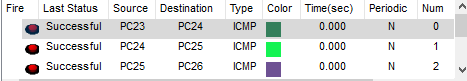 Fire Last Status Source Destination Type Color Time(sec) Periodic Num
Successful PC23 PC24 ICMP 0.000 N 0
Successful PC24 PC25 ICMP 0.000 N 1
Successful PC25 PC26 ICMP 0.000 N 2